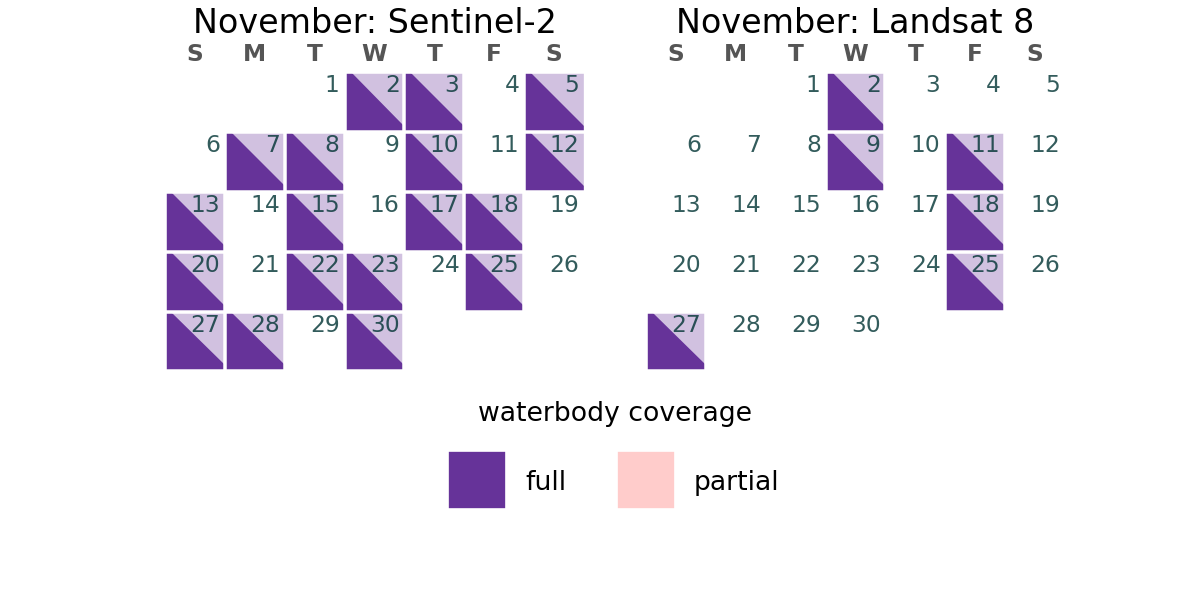 November: Sentinel-2
S M T W T F S
1 2 3 4 5
6 7 8 9 10 11 12
13 14 15 16 17 18 19
20 21 22 23 24 25 26
27 28 29 30
November: Landsat 8
S M T W T F S
1 2 3 4 5
6 7 8 9 10 11 12
13 14 15 16 17 18 19
20 21 22 23 24 25 26
27 28 29 30
waterbody coverage
full
partial